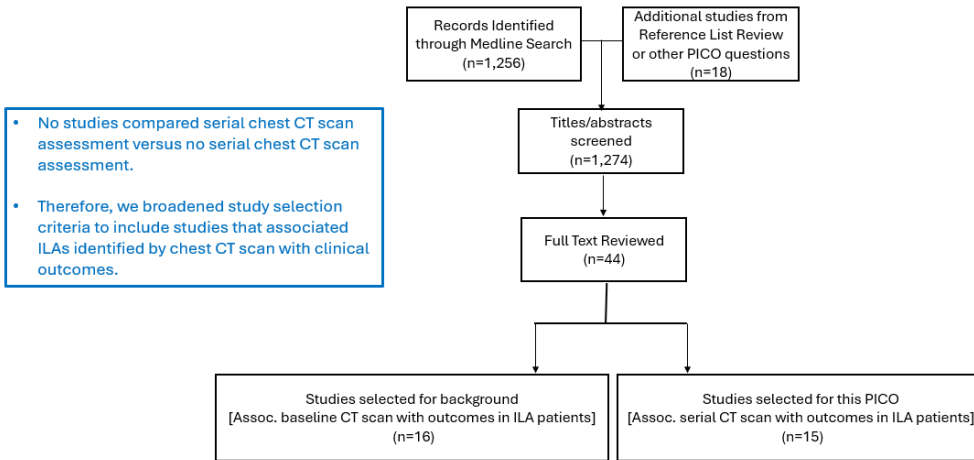 Records Identified
through Medline Search
(n=1,256)
Additional studies from
Reference List Review
or other PICO questions
(n=18)
• No studies compared serial chest CT scan
assessment versus no serial chest CT scan
assessment.
• Therefore, we broadened study selection
criteria to include studies that associated
ILAs identified by chest CT scan with clinical
outcomes.
Titles/abstracts
screened
(n=1,274)
Full Text Reviewed
(n=44)
Studies selected for background
[Assoc. baseline CT scan with outcomes in ILA patients]
(n=16)
Studies selected for this PICO
[Assoc. serial CT scan with outcomes in ILA patients]
(n=15)